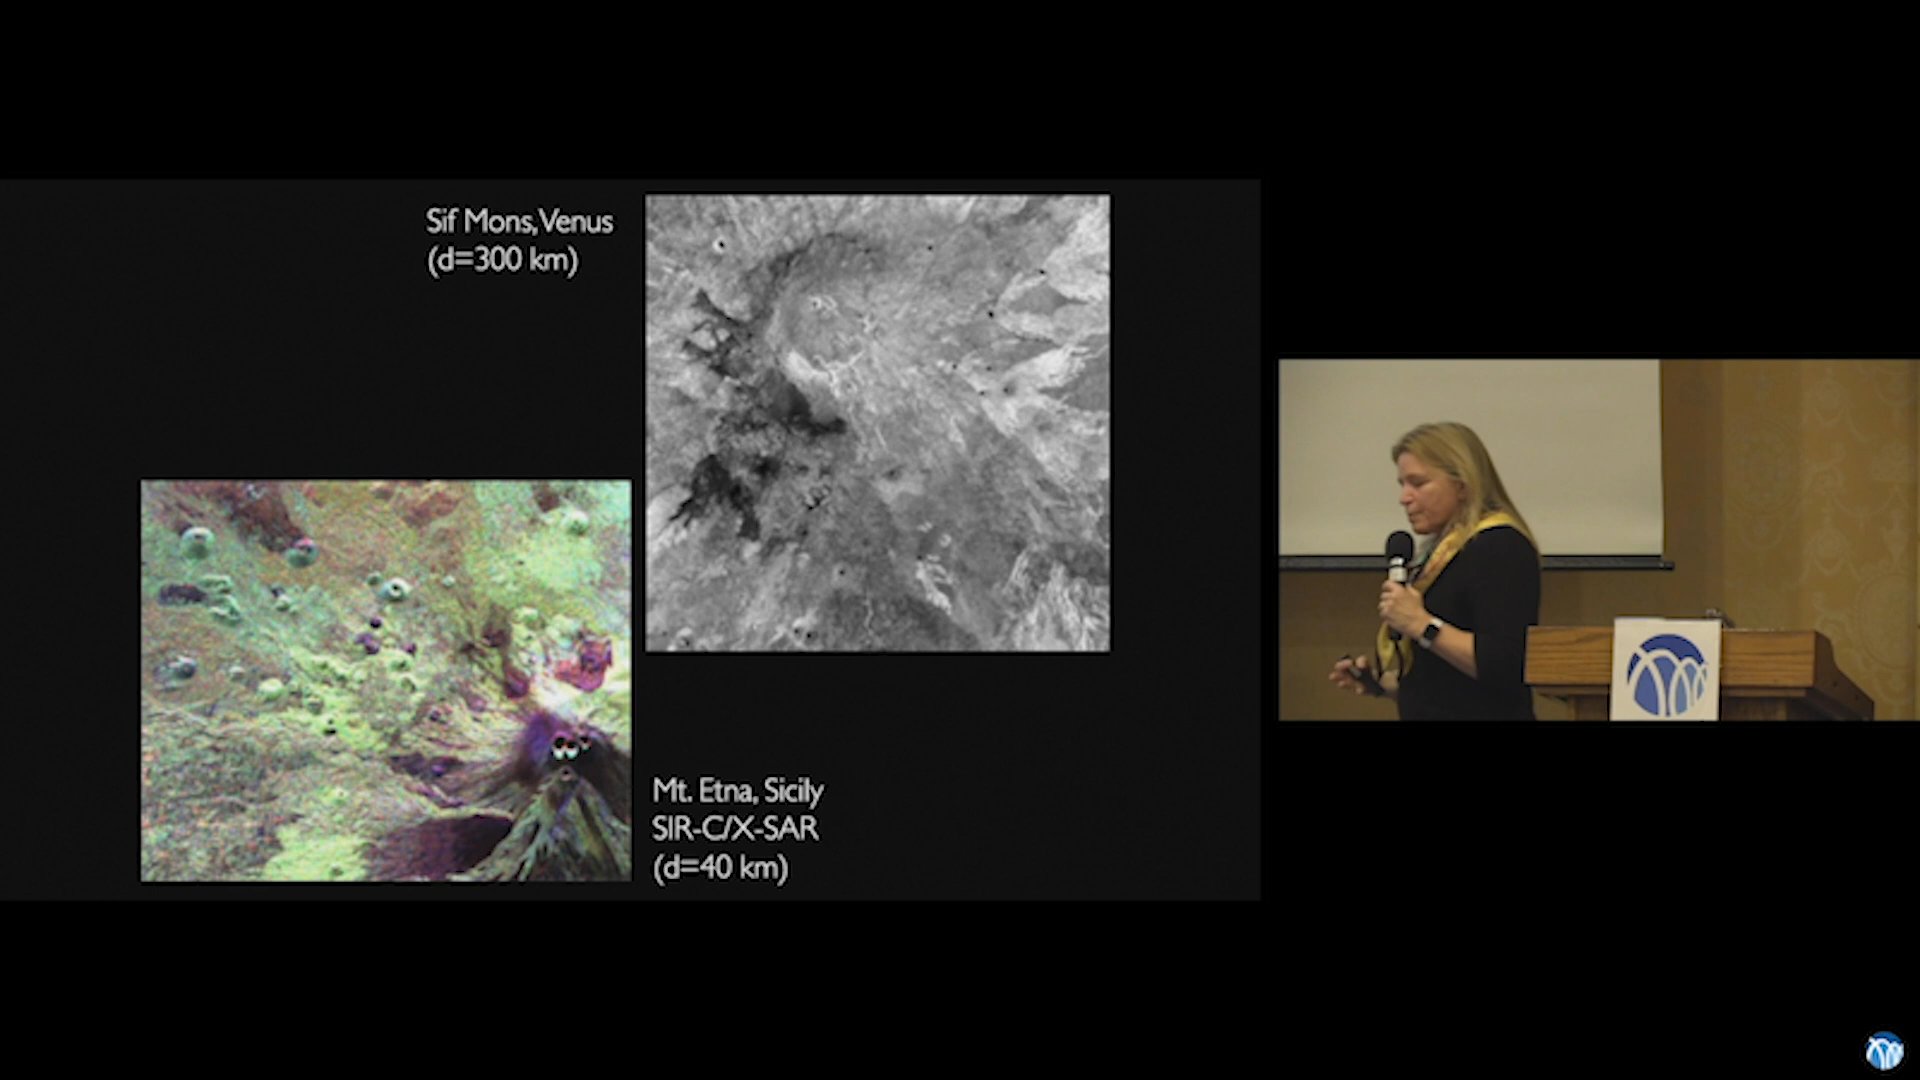 Sif Mons, Venus
(d=300 km)
Mt. Etna, Sicily
SIR-C/X-SAR
(d=40 km)